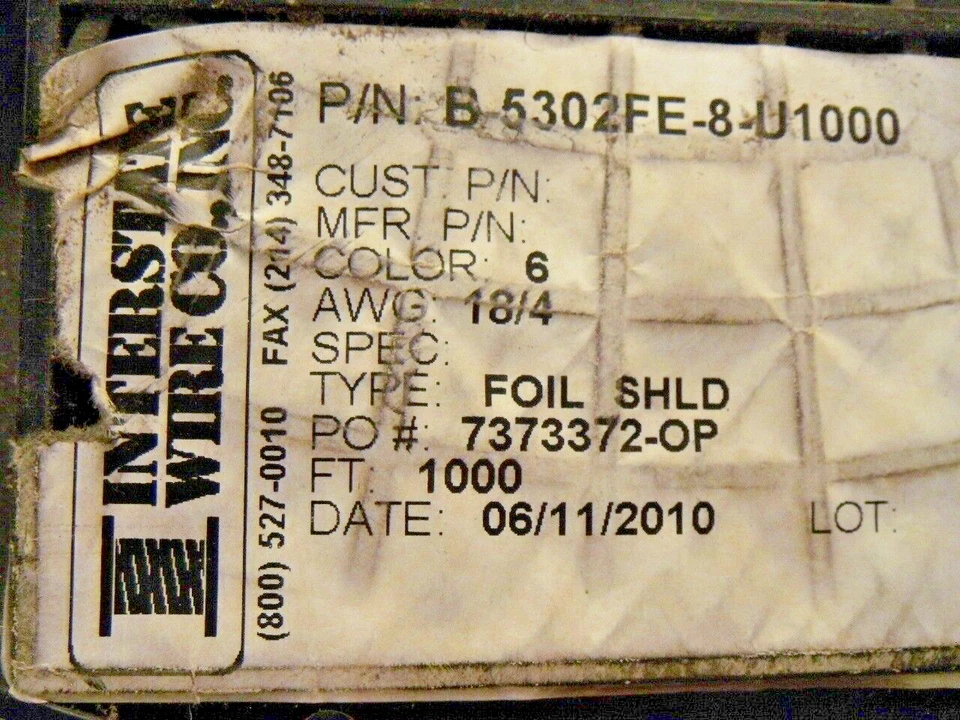 INTERSTATE
WIRE CO., INC.
(800) 527-0010 FAX (214) 348-7106
P/N: B-5302FE-8-U1000
CUST P/N:
MFR P/N:
COLOR: 6
AWG: 18/4
SPEC:
TYPE: FOIL SHLD
PO #: 7373372-OP
FT: 1000
DATE: 06/11/2010 LOT: